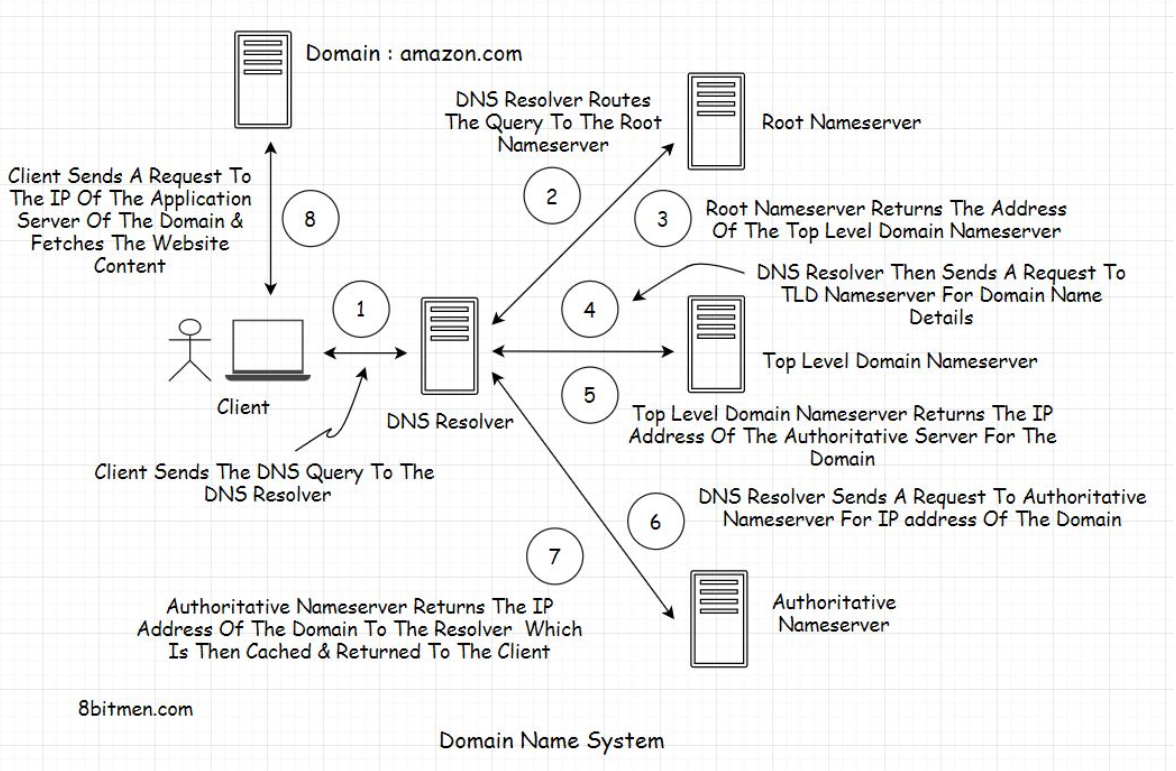 Domain : amazon.com
DNS Resolver Routes
The Query To The Root
Nameserver
Root Nameserver
Client Sends A Request To
The IP Of The Application
Server Of The Domain &
Fetches The Website
Content
8
2
3
Root Nameserver Returns The Address
Of The Top Level Domain Nameserver
1
4
DNS Resolver Then Sends A Request To
TLD Nameserver For Domain Name
Details
Top Level Domain Nameserver
Client
DNS Resolver
5
Top Level Domain Nameserver Returns The IP
Address Of The Authoritative Server For The
Domain
Client Sends The DNS Query To The
DNS Resolver
6
DNS Resolver Sends A Request To Authoritative
Nameserver For IP address Of The Domain
7
Authoritative Nameserver Returns The IP
Address Of The Domain To The Resolver Which
Is Then Cached & Returned To The Client
Authoritative
Nameserver
8bitmen.com
Domain Name System